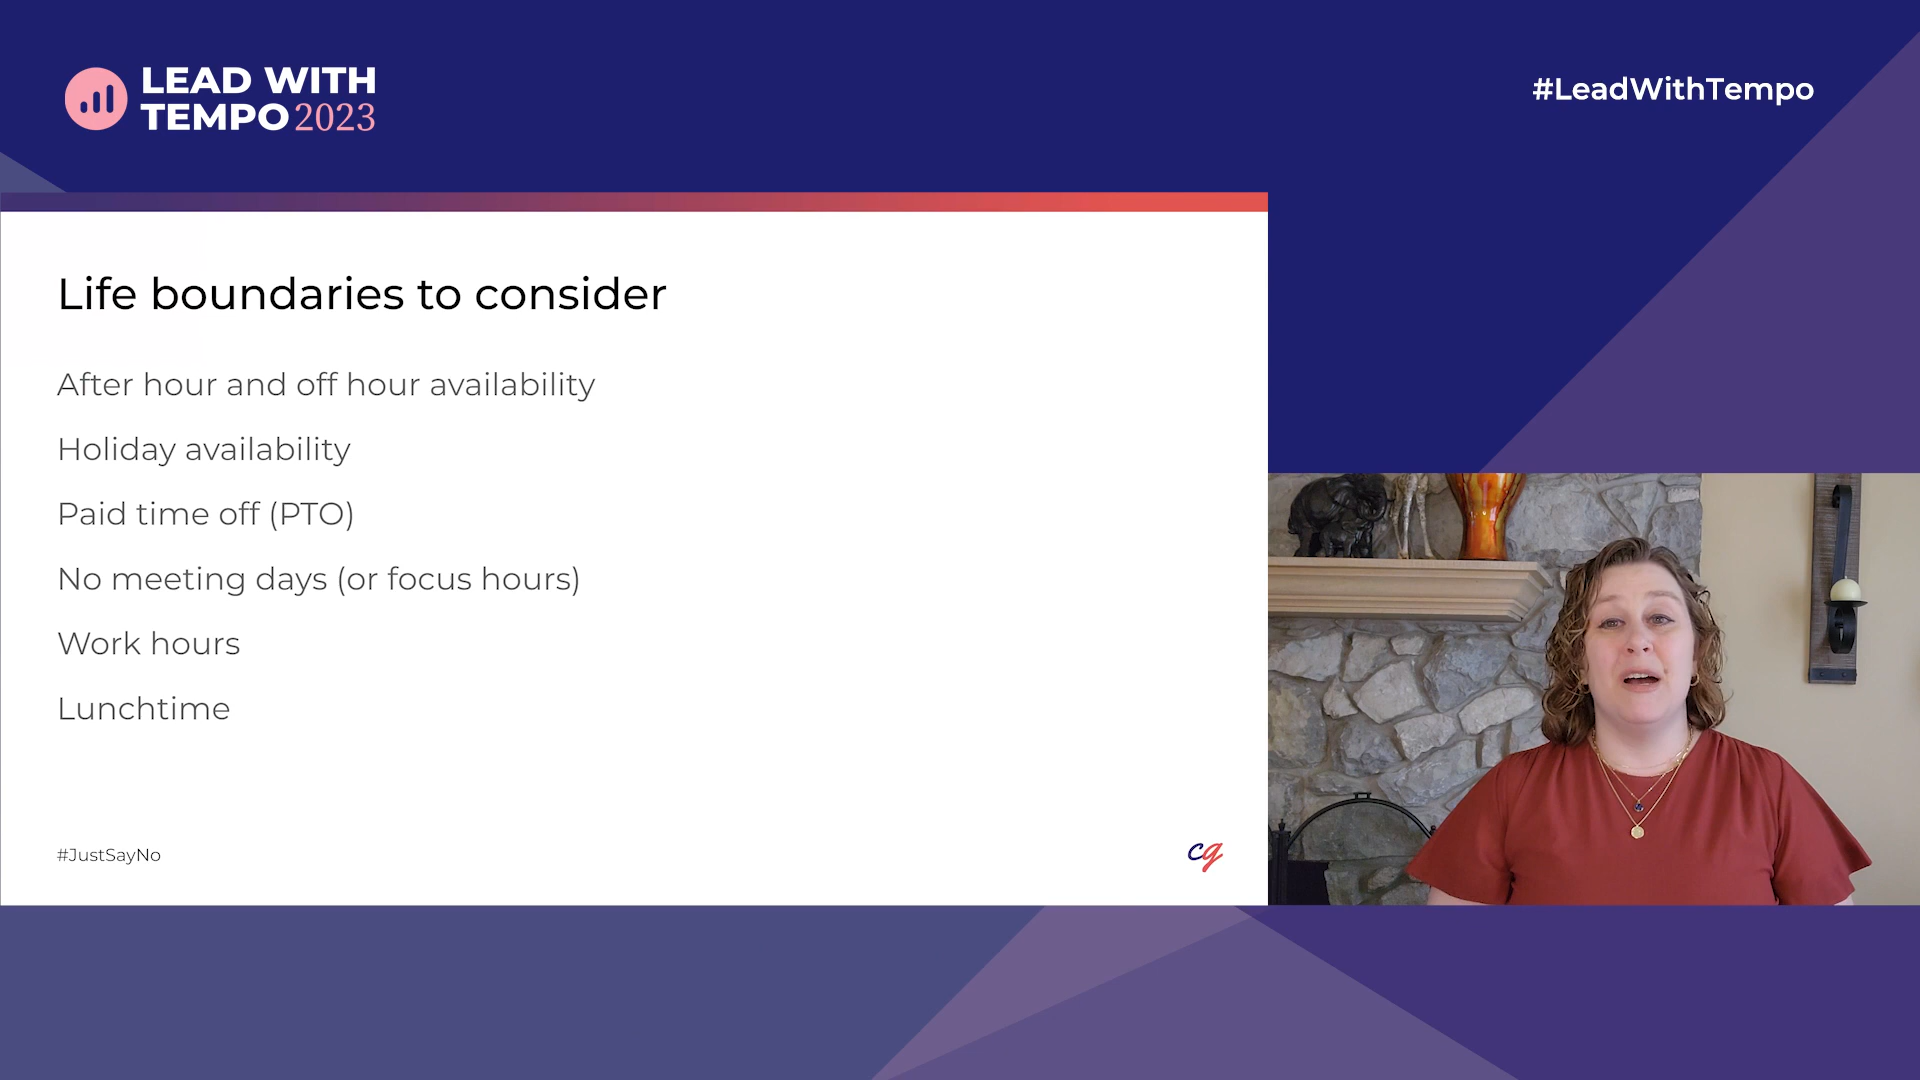 LEAD WITH
TEMPO 2023
#LeadWithTempo
Life boundaries to consider
After hour and off hour availability
Holiday availability
Paid time off (PTO)
No meeting days (or focus hours)
Work hours
Lunchtime
#JustSayNo
cg